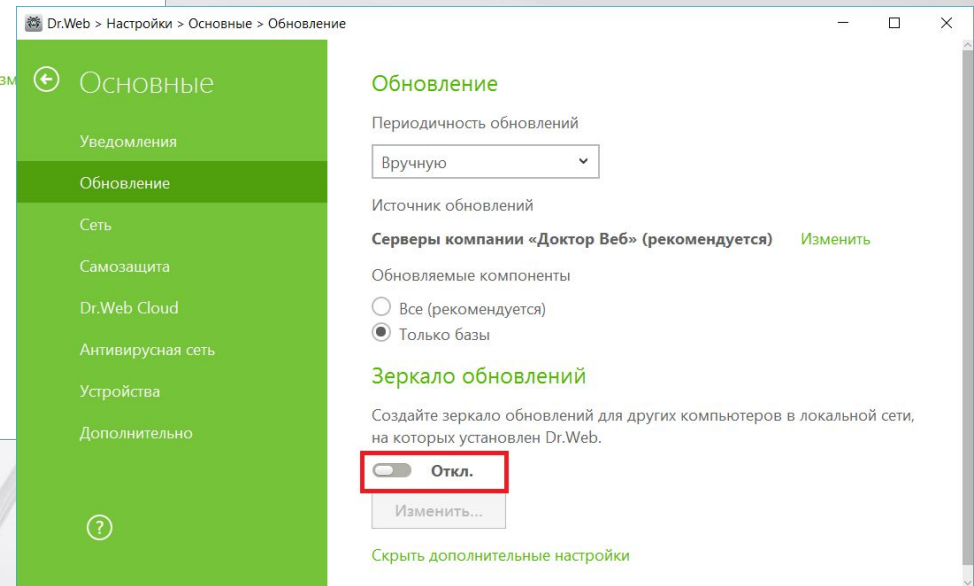 Dr.Web > Настройки > Основные > Обновление
зм
Основные
Уведомления
Обновление
Сеть
Самозащита
Dr.Web Cloud
Антивирусная сеть
Устройства
Дополнительно
?
Обновление
Периодичность обновлений
Вручную
Источник обновлений
Серверы компании «Доктор Веб» (рекомендуется) Изменить
Обновляемые компоненты
Все (рекомендуется)
Только базы
Зеркало обновлений
Создайте зеркало обновлений для других компьютеров в локальной сети,
на которых установлен Dr.Web.
Откл.
Изменить...
Скрыть дополнительные настройки